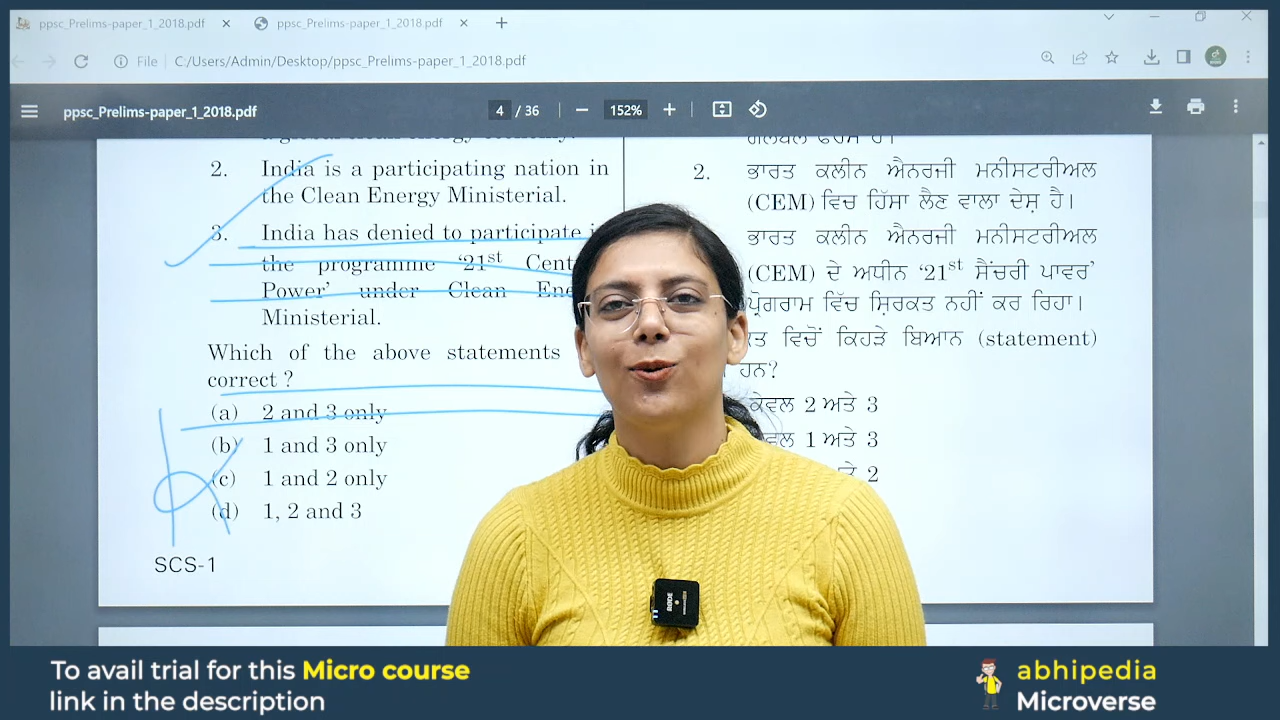 ppsc_Prelims-paper_1_2018.pdf
ppsc_Prelims-paper_1_2018.pdf
File C:/Users/Admin/Desktop/ppsc_Prelims-paper_1_2018.pdf
ppsc_Prelims-paper_1_2018.pdf
4 / 36
152%
2. India is a participating nation in
the Clean Energy Ministerial.
3. India has denied to participate
the programme '21st
Power' under Clean
Ministerial.
Which of the above statements
correct ?
(a) 2 and 3 only
(b) 1 and 3 only
(c) 1 and 2 only
(d) 1, 2 and 3
SCS-1
2. ਭਾਰਤ ਕਲੀਨ ਐਨਰਜੀ ਮਨੀਸਟਰੀਅਲ
(CEM) ਵਿਚ ਹਿੱਸਾ ਲੈਣ ਵਾਲਾ ਦੇਸ਼ ਹੈ।
ਭਾਰਤ ਕਲੀਨ ਐਨਰਜੀ ਮਨੀਸਟਰੀਅਲ
(CEM) ਦੇ ਅਧੀਨ '21st ਸੈਂਚਰੀ ਪਾਵਰ'
ਪ੍ਰੋਗਰਾਮ ਵਿੱਚ ਸ਼ਿਰਕਤ ਨਹੀਂ ਕਰ ਰਿਹਾ।
ਵਿਚੋਂ ਕਿਹੜੇ ਬਿਆਨ (statement)
ਹਨ?
ਕੇਵਲ 2 ਅਤੇ 3
1 ਅਤੇ 3
2
RODE
To avail trial for this Micro course
link in the description
abhipedia
Microverse